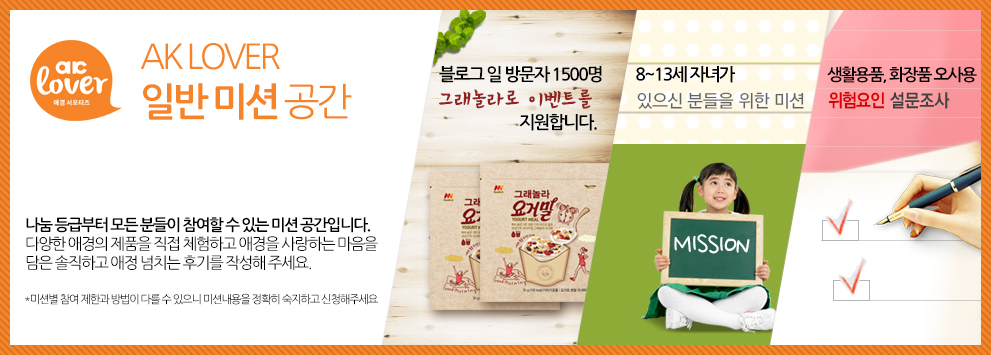 ak
lover
애경 서포터즈
AK LOVER
일반 미션 공간
나눔 등급부터 모든 분들이 참여할 수 있는 미션 공간입니다.
다양한 애경의 제품을 직접 체험하고 애경을 사랑하는 마음을
담은 솔직하고 애정 넘치는 후기를 작성해 주세요.
*미션별 참여 제한과 방법이 다를 수 있으니 미션내용을 정확히 숙지하고 신청해주세요
블로그 일 방문자 1500명
그래놀라로 이벤트를
지원합니다.
그래놀라
요거밀
YOGURT MEAL
8~13세 자녀가
있으신 분들을 위한 미션
MISSION
생활용품, 화장품 오사용
위험요인 설문조사